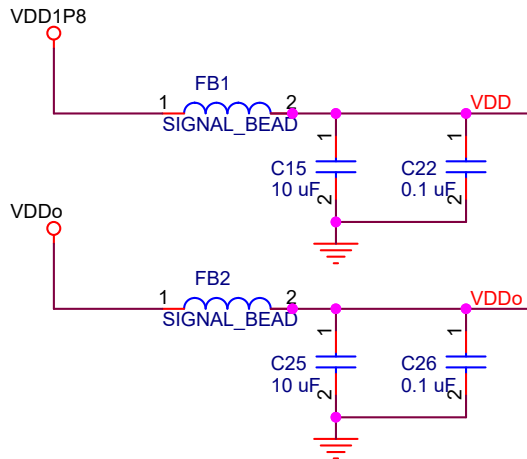 VDD1P8
FB1
1 2 VDD
SIGNAL_BEAD
1 1
C15 C22
10 uF 0.1 uF
2 2
VDDo
FB2
1 2 VDDo
SIGNAL_BEAD
1 1
C25 C26
10 uF 0.1 uF
2 2